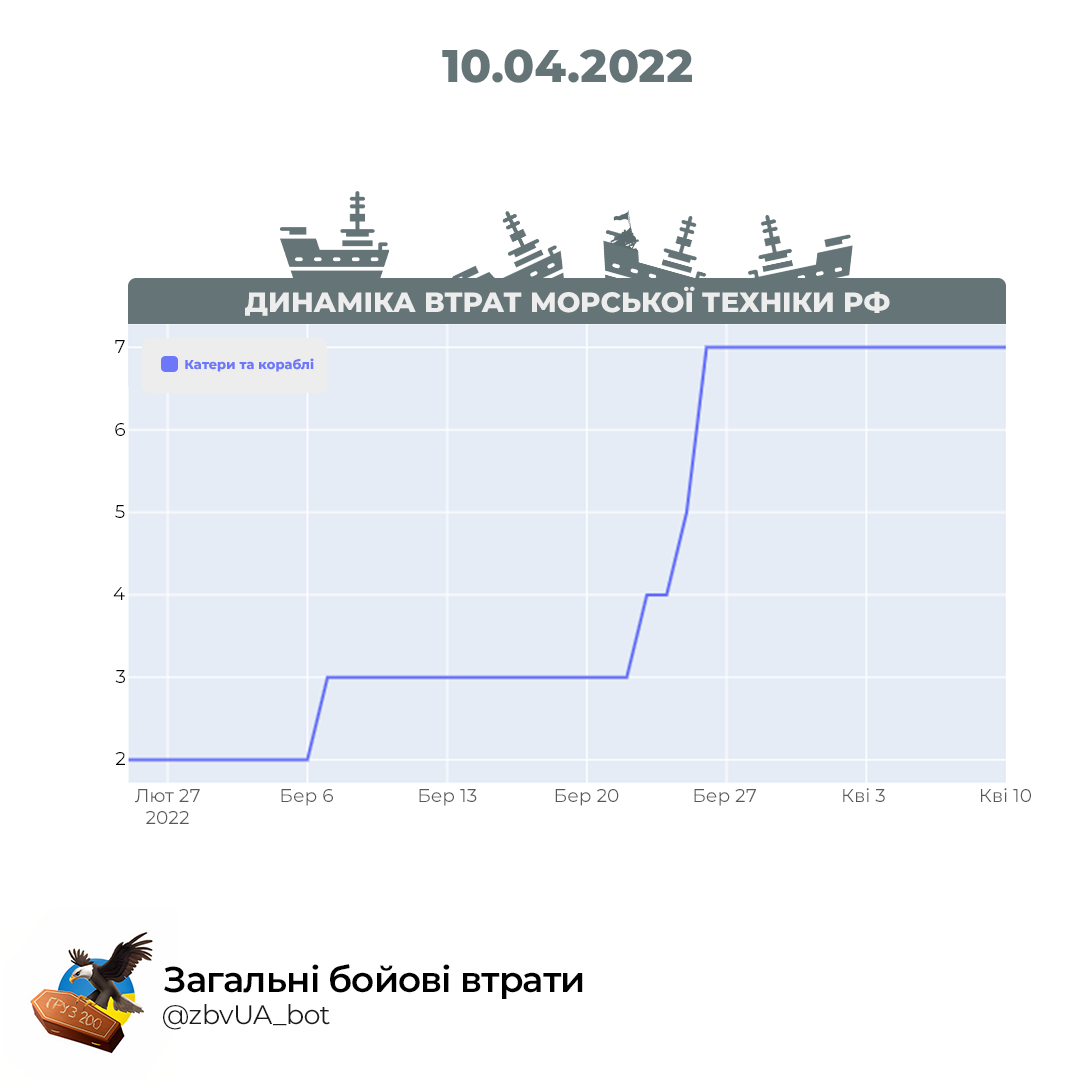 10.04.2022
ДИНАМІКА ВТРАТ МОРСЬКОЇ ТЕХНІКИ РФ
Катери та кораблі
7
6
5
4
3
2
Лют 27 Бер 6 Бер 13 Бер 20 Бер 27 Кві 3 Кві 10
2022
ГРУЗ 200
Загальні бойові втрати
@zbvUA_bot